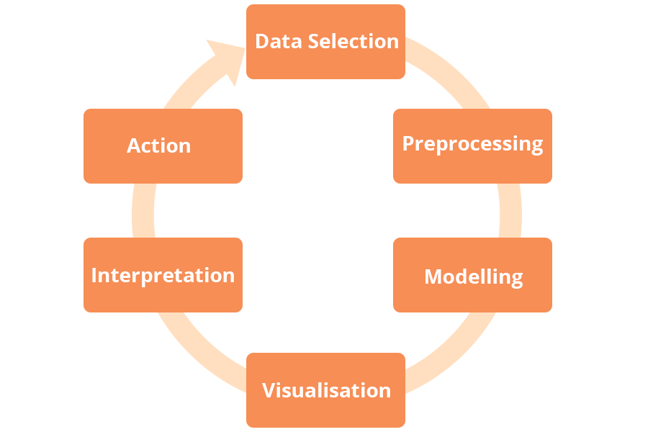 Data Selection
Preprocessing
Modelling
Visualisation
Interpretation
Action